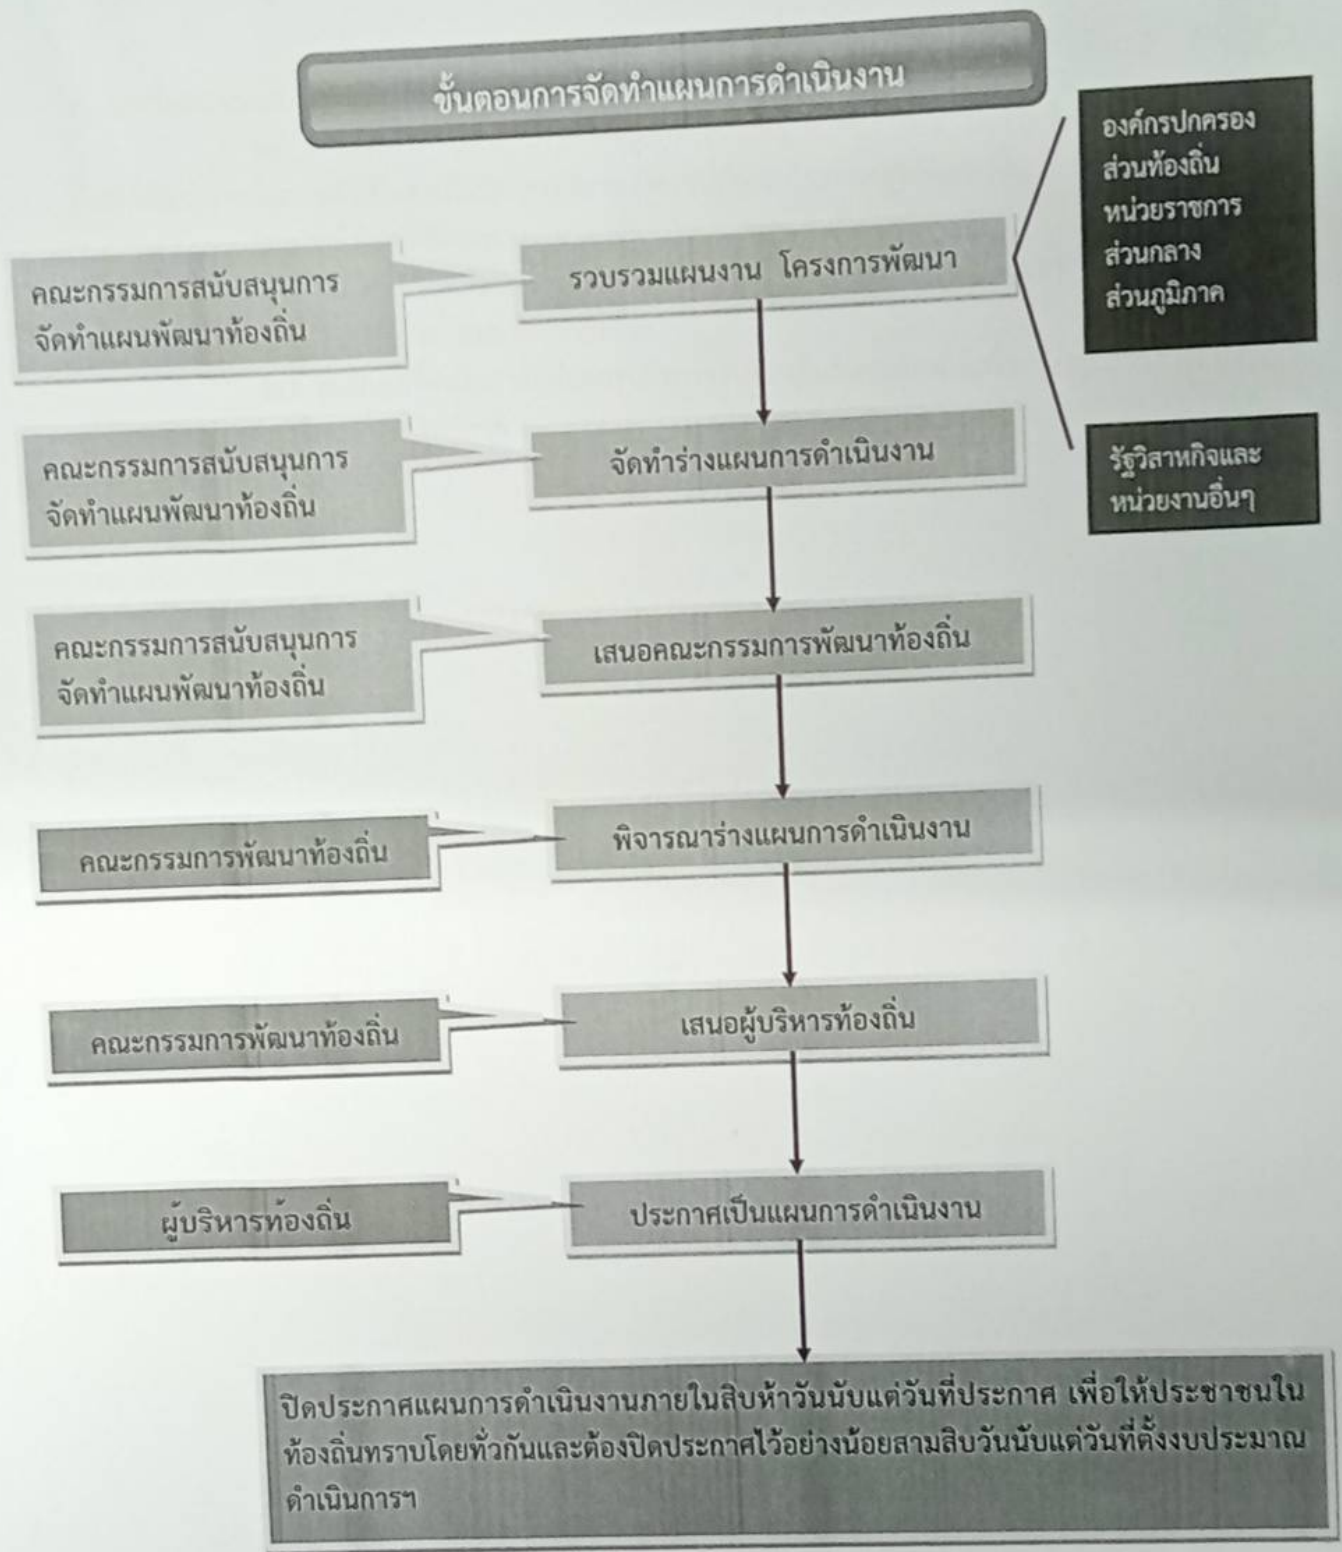 ขั้นตอนการจัดทำแผนการดำเนินงาน
องค์กรปกครอง
ส่วนท้องถิ่น
หน่วยราชการ
ส่วนกลาง
ส่วนภูมิภาค
คณะกรรมการสนับสนุนการ
จัดทำแผนพัฒนาท้องถิ่น
รวบรวมแผนงาน โครงการพัฒนา
รัฐวิสาหกิจและ
หน่วยงานอื่นๆ
คณะกรรมการสนับสนุนการ
จัดทำแผนพัฒนาท้องถิ่น
จัดทำร่างแผนการดำเนินงาน
คณะกรรมการสนับสนุนการ
จัดทำแผนพัฒนาท้องถิ่น
เสนอคณะกรรมการพัฒนาท้องถิ่น
คณะกรรมการพัฒนาท้องถิ่น
พิจารณาร่างแผนการดำเนินงาน
คณะกรรมการพัฒนาท้องถิ่น
เสนอผู้บริหารท้องถิ่น
ผู้บริหารท้องถิ่น
ประกาศเป็นแผนการดำเนินงาน
ปิดประกาศแผนการดำเนินงานภายในสิบห้าวันนับแต่วันที่ประกาศ เพื่อให้ประชาชนใน
ท้องถิ่นทราบโดยทั่วกันและต้องปิดประกาศไว้อย่างน้อยสามสิบวันนับแต่วันที่ตั้งงบประมาณ
ดำเนินการฯ